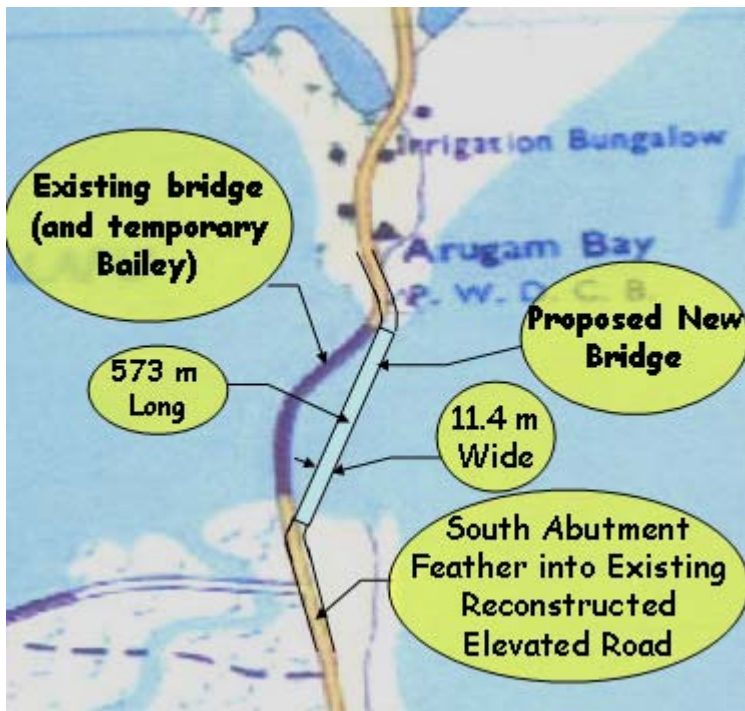 Irrigation Bungalow
Existing bridge
(and temporary
Bailey)
Arugam Bay
P. W. D. C. B.
Proposed New
Bridge
573 m
Long
11.4 m
Wide
South Abutment
Feather into Existing
Reconstructed
Elevated Road